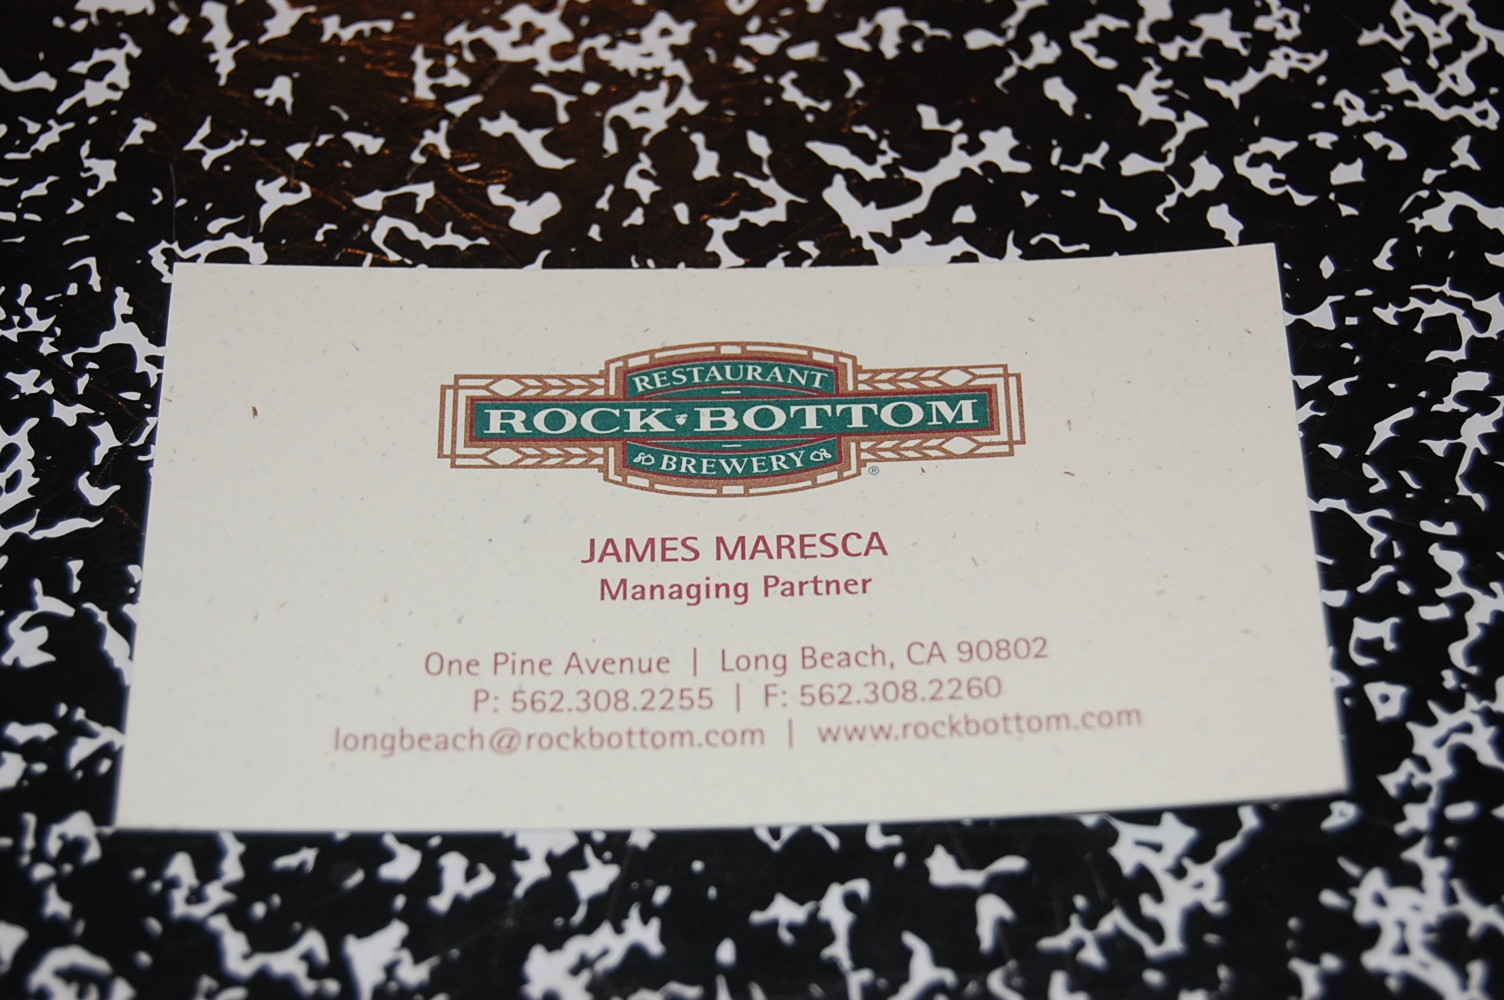 RESTAURANT
ROCK BOTTOM
BREWERY
®
JAMES MARESCA
Managing Partner
One Pine Avenue | Long Beach, CA 90802
P: 562.308.2255 | F: 562.308.2260
longbeach@rockbottom.com | www.rockbottom.com